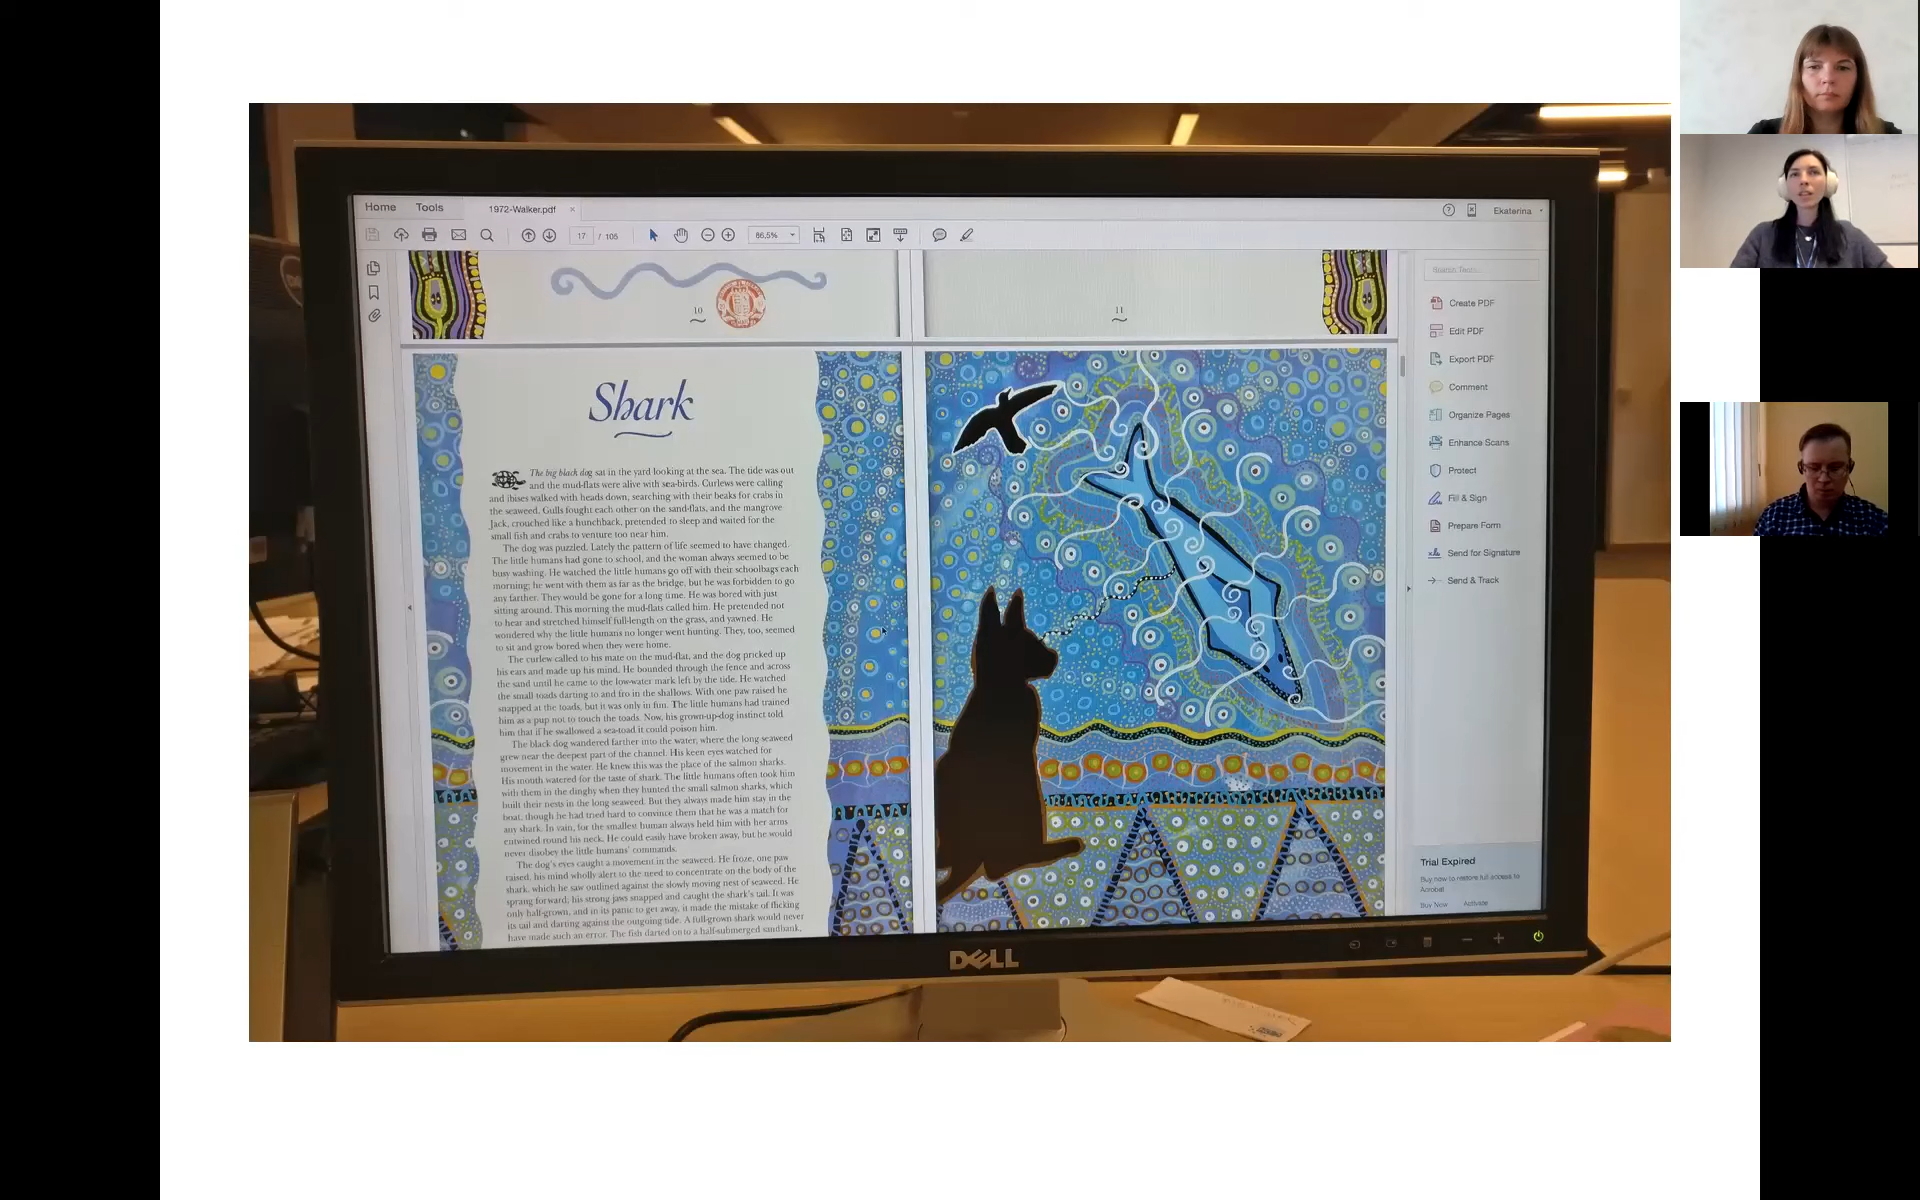 Home Tools 1972-Walker.pdf ×
Ekaterina
17 / 105
86,5%
10
11
Search Tools...
Create PDF
Edit PDF
Export PDF
Comment
Organize Pages
Enhance Scans
Protect
Fill & Sign
Prepare Form
Send for Signature
Send & Track
Shark
The big black dog sat in the yard looking at the sea. The tide was out
and the mud-flats were alive with sea-birds. Curlews were calling
and ibises walked with heads down, searching with their beaks for crabs in
the seaweed. Gulls fought each other on the sand-flats, and the mangrove
Jack, crouched like a hunchback, pretended to sleep and waited for the
small fish and crabs to venture too near him.
The dog was puzzled. Lately the pattern of life seemed to have changed.
The little humans had gone to school, and the woman always seemed to be
busy washing. He watched the little humans go off with their schoolbags each
morning; he went with them as far as the bridge, but he was forbidden to go
any farther. They would be gone for a long time. He was bored with just
sitting around. This morning the mud-flats called him. He pretended not
to hear and stretched himself full-length on the grass, and yawned. He
wondered why the little humans no longer went hunting. They, too, seemed
to sit and grow bored when they were home.
The curlew called to his mate on the mud-flat, and the dog pricked up
his ears and made up his mind. He bounded through the fence and across
the sand until he came to the low-water mark left by the tide. He watched
the small toads darting to and fro in the shallows. With one paw raised he
snapped at the toads, but it was only in fun. The little humans had trained
him as a pup not to touch the toads. Now, his grown-up-dog instinct told
him that if he swallowed a sea-toad it could poison him.
The black dog wandered farther into the water, where the long seaweed
grew near the deepest part of the channel. His keen eyes watched for
movement in the water. He knew this was the place of the salmon sharks.
His mouth watered for the taste of shark. The little humans often took him
with them in the dinghy when they hunted the small salmon sharks, which
built their nests in the long seaweed. But they always made him stay in the
boat, though he had tried hard to convince them that he was a match for
any shark. In vain, for the smallest human always held him with her arms
entwined round his neck. He could easily have broken away, but he would
never disobey the little humans' commands.
The dog's eyes caught a movement in the seaweed. He froze, one paw
raised, his mind wholly alert to the need to concentrate on the body of the
shark, which he saw outlined against the slowly moving nest of seaweed. He
sprang forward; his strong jaws snapped and caught the shark's tail. It was
only half-grown, and in its panic to get away, it made the mistake of flicking
its tail and darting against the outgoing tide. A full-grown shark would never
have made such an error. The fish darted onto a half-submerged sandbank,
Trial Expired
Buy now to restore full access to
Acrobat
Buy Now Activate
DELL